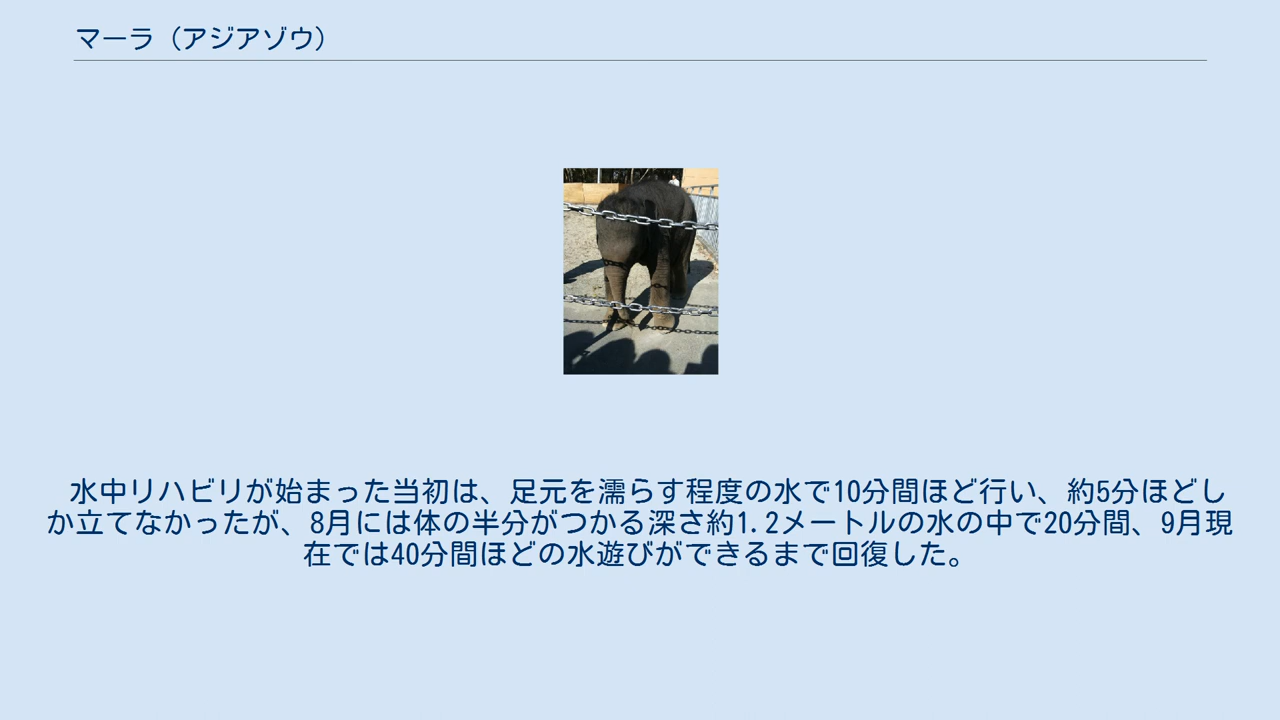 マーラ（アジアゾウ）
水中リハビリが始まった当初は、足元を濡らす程度の水で10分間ほど行い、約5分ほどし
か立てなかったが、8月には体の半分がつかる深さ約1.2メートルの水の中で20分間、9月現
在では40分間ほどの水遊びができるまで回復した。